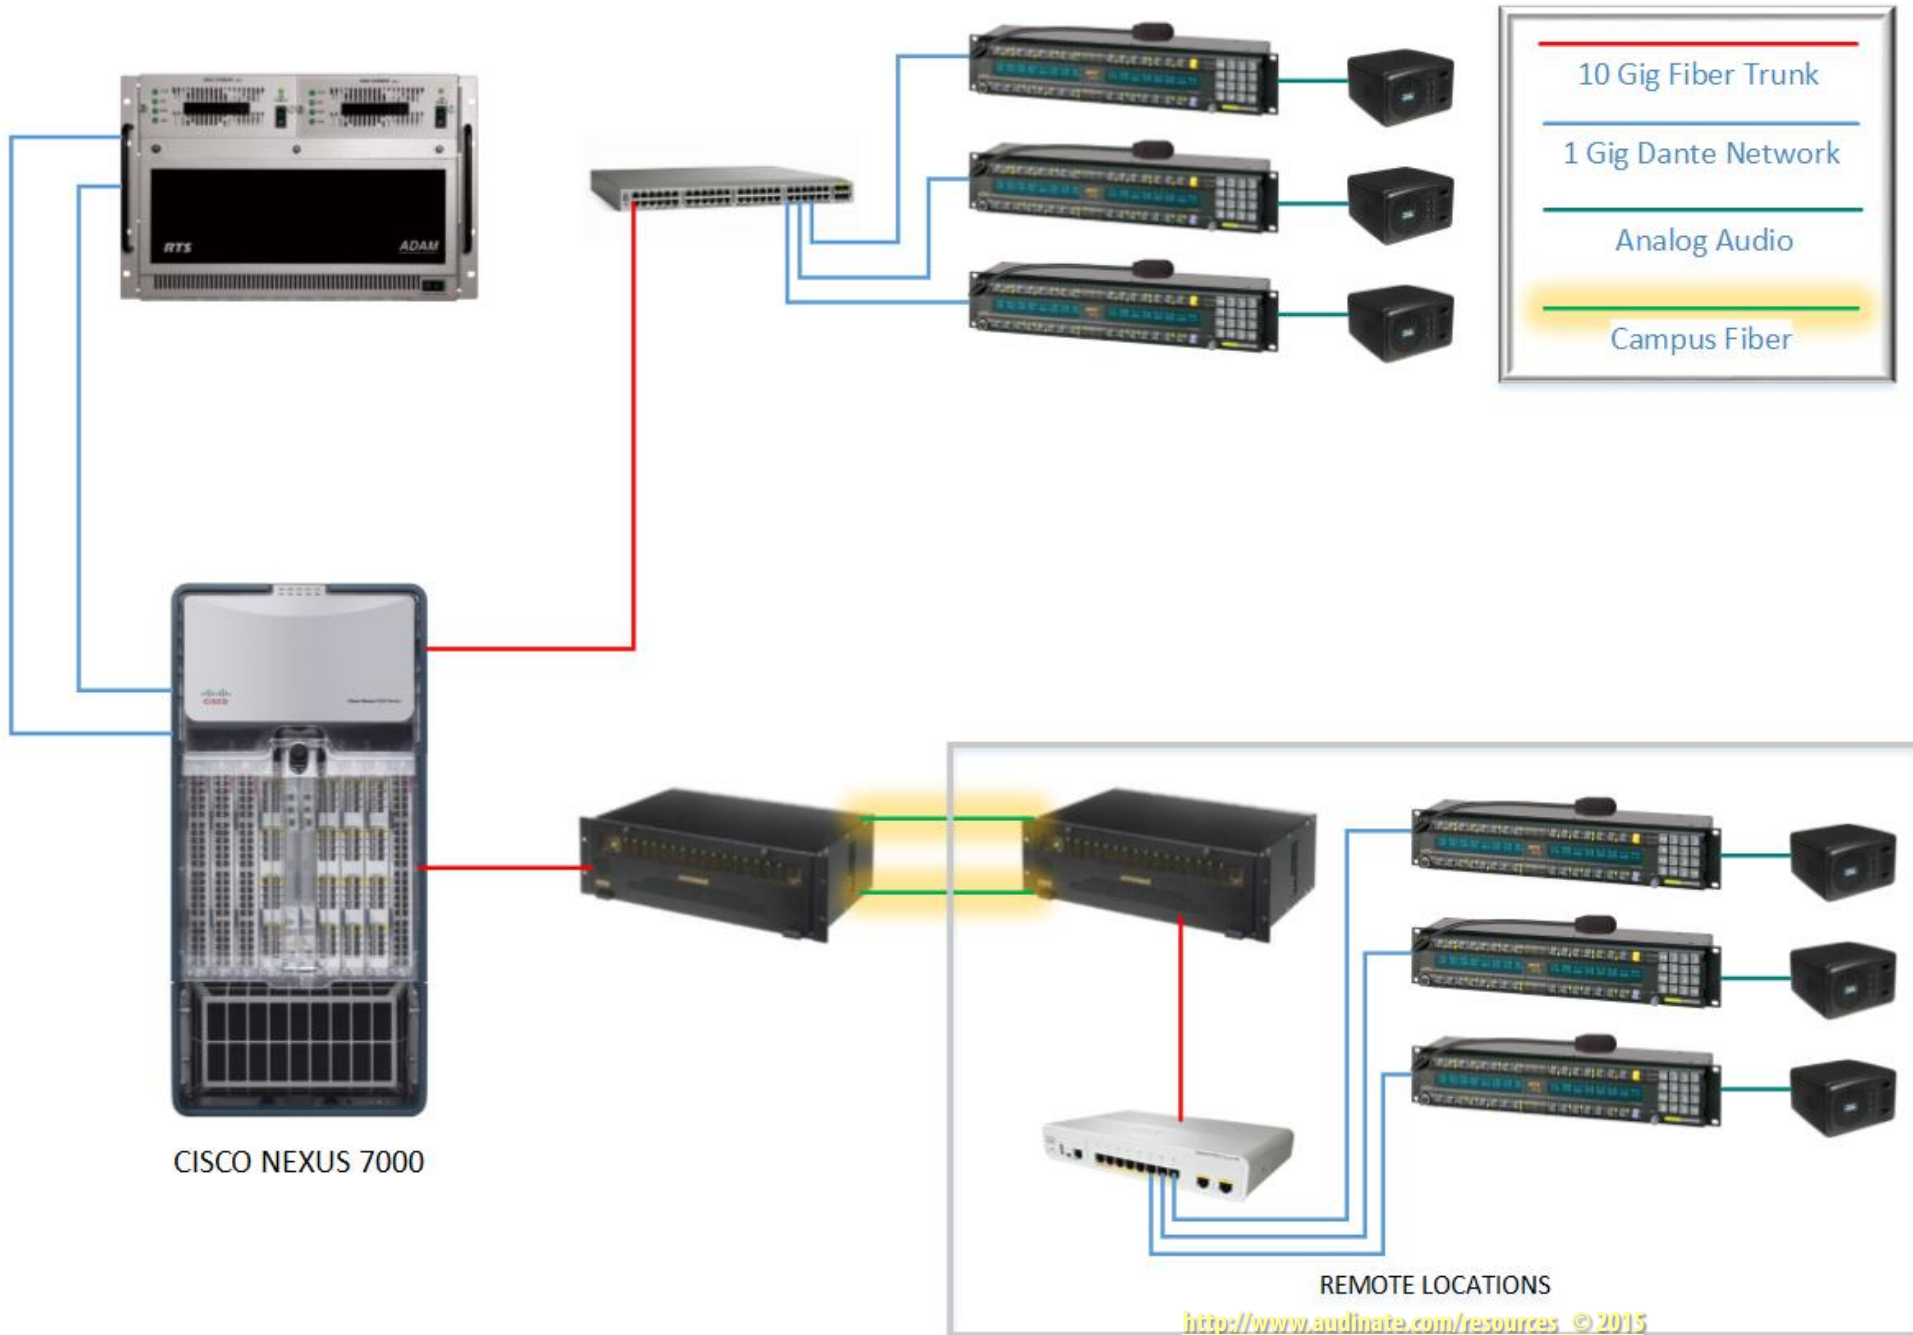 10 Gig Fiber Trunk
1 Gig Dante Network
Analog Audio
Campus Fiber
RTS
ADAM
CISCO
CISCO NEXUS 7000
REMOTE LOCATIONS
http://www.audinate.com/resources © 2015